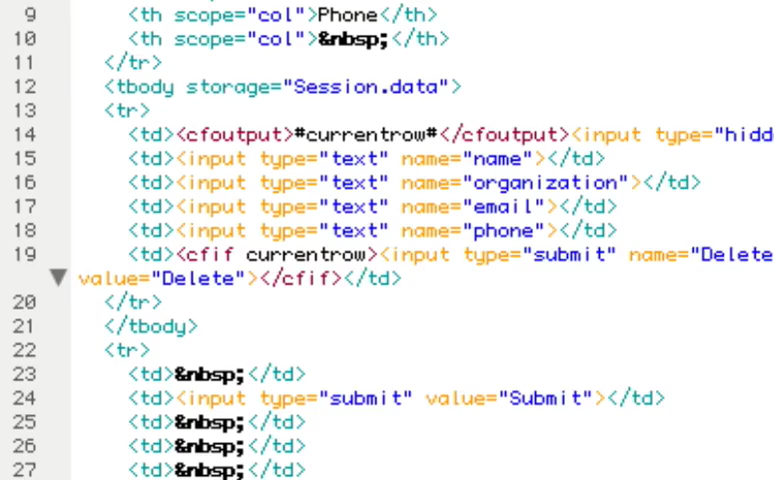 9 <th scope="col">Phone</th>
10 <th scope="col">&nbsp;</th>
11 </tr>
12 <tbody storage="Session.data">
13 <tr>
14 <td><cfoutput>#currentrow#</cfoutput><input type="hidd
15 <td><input type="text" name="name"></td>
16 <td><input type="text" name="organization"></td>
17 <td><input type="text" name="email"></td>
18 <td><input type="text" name="phone"></td>
19 <td><cfif currentrow><input type="submit" name="Delete
value="Delete"></cfif></td>
20 </tr>
21 </tbody>
22 <tr>
23 <td>&nbsp;</td>
24 <td><input type="submit" value="Submit"></td>
25 <td>&nbsp;</td>
26 <td>&nbsp;</td>
27 <td>&nbsp;</td>